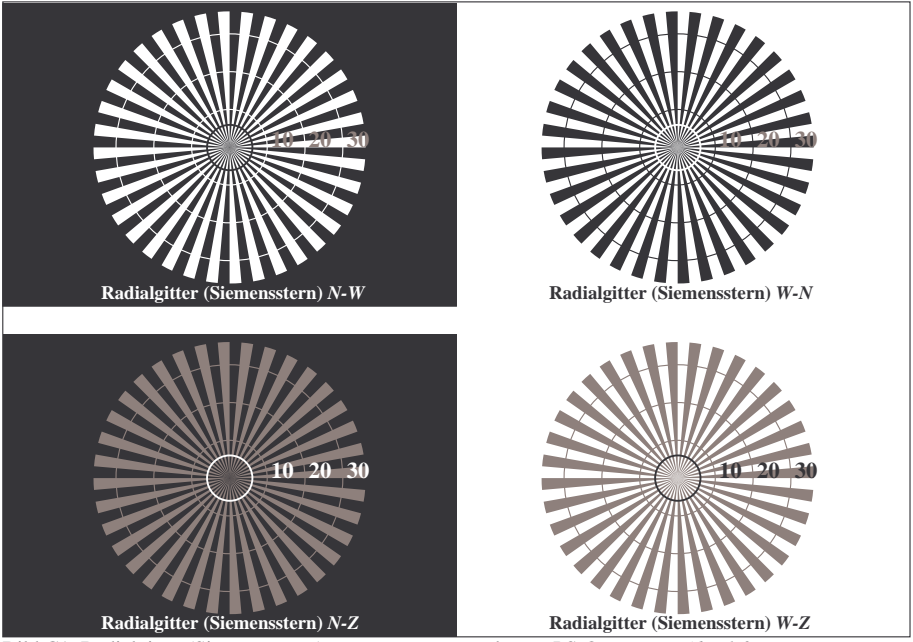 10 20 30
10 20 30
Radialgitter (Siemensstern) N-W
Radialgitter (Siemensstern) W-N
10 20 30
10 20 30
Radialgitter (Siemensstern) N-Z
Radialgitter (Siemensstern) W-Z